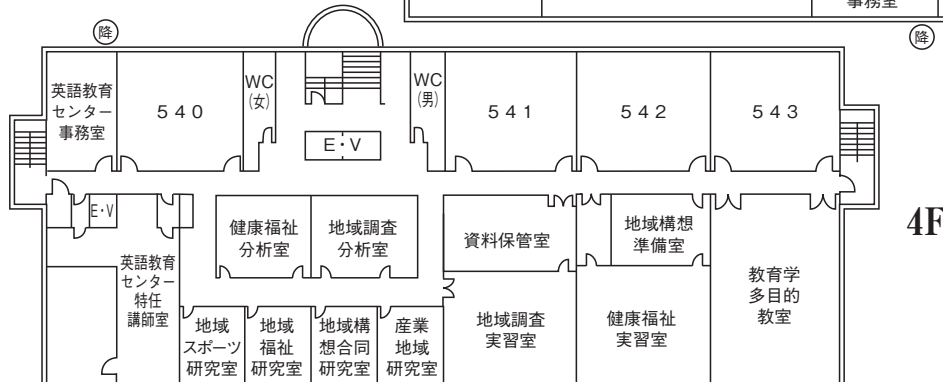 事務室
降
降
英語教育
センター
事務室
540
WC
(女)
E・V
WC
(男)
541
542
543
4F
E・V
英語教育
センター
特任
講師室
健康福祉
分析室
地域調査
分析室
資料保管室
地域構想
準備室
教育学
多目的
教室
地域
スポーツ
研究室
地域
福祉
研究室
地域構
想合同
研究室
産業
地域
研究室
地域調査
実習室
健康福祉
実習室